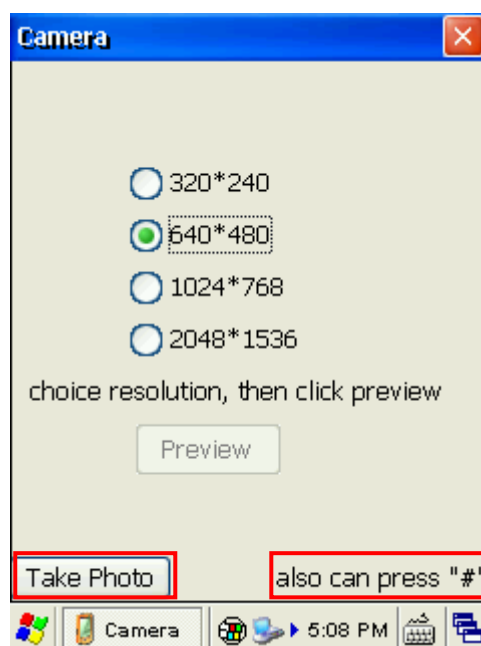 Camera
320*240
640*480
1024*768
2048*1536
choice resolution, then click preview
Preview
Take Photo
also can press "#"
Camera
5:08 PM